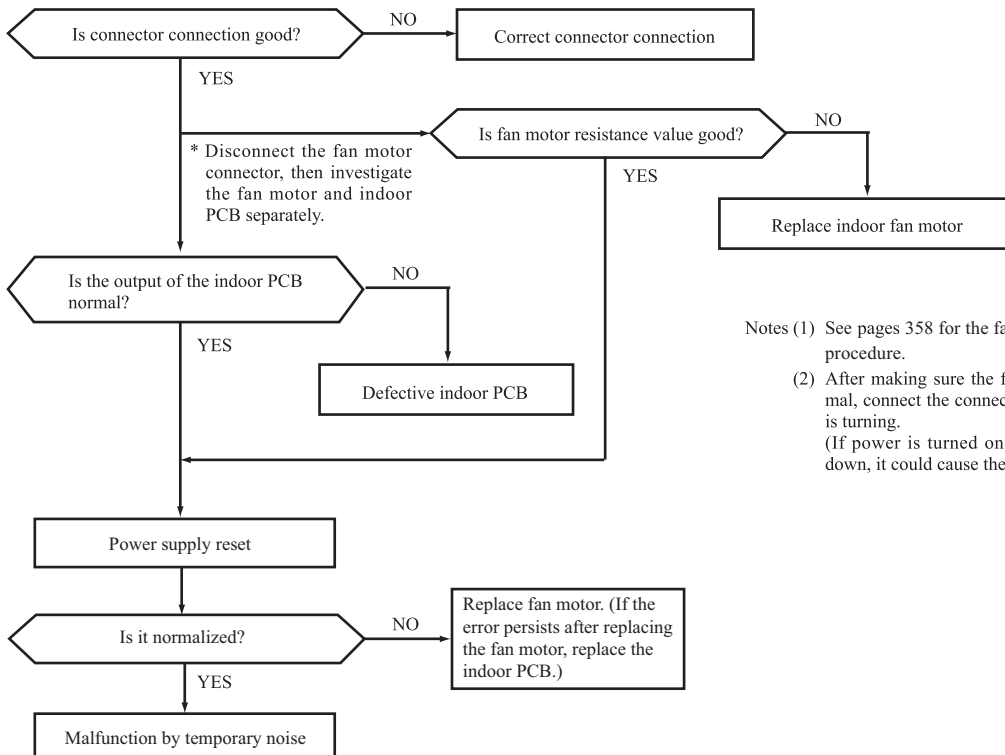 Is connector connection good?
NO
Correct connector connection
YES
Is fan motor resistance value good?
NO
* Disconnect the fan motor
connector, then investigate
the fan motor and indoor
PCB separately.
YES
Replace indoor fan motor
Is the output of the indoor PCB
normal?
NO
YES
Defective indoor PCB
Notes (1) See pages 358 for the
procedure.
(2) After making sure the
mal, connect the
is turning.
(If power is turned on
down, it could cause the
Power supply reset
Is it normalized?
NO
Replace fan motor. (If the
error persists after replacing
the fan motor, replace the
indoor PCB.)
YES
Malfunction by temporary noise